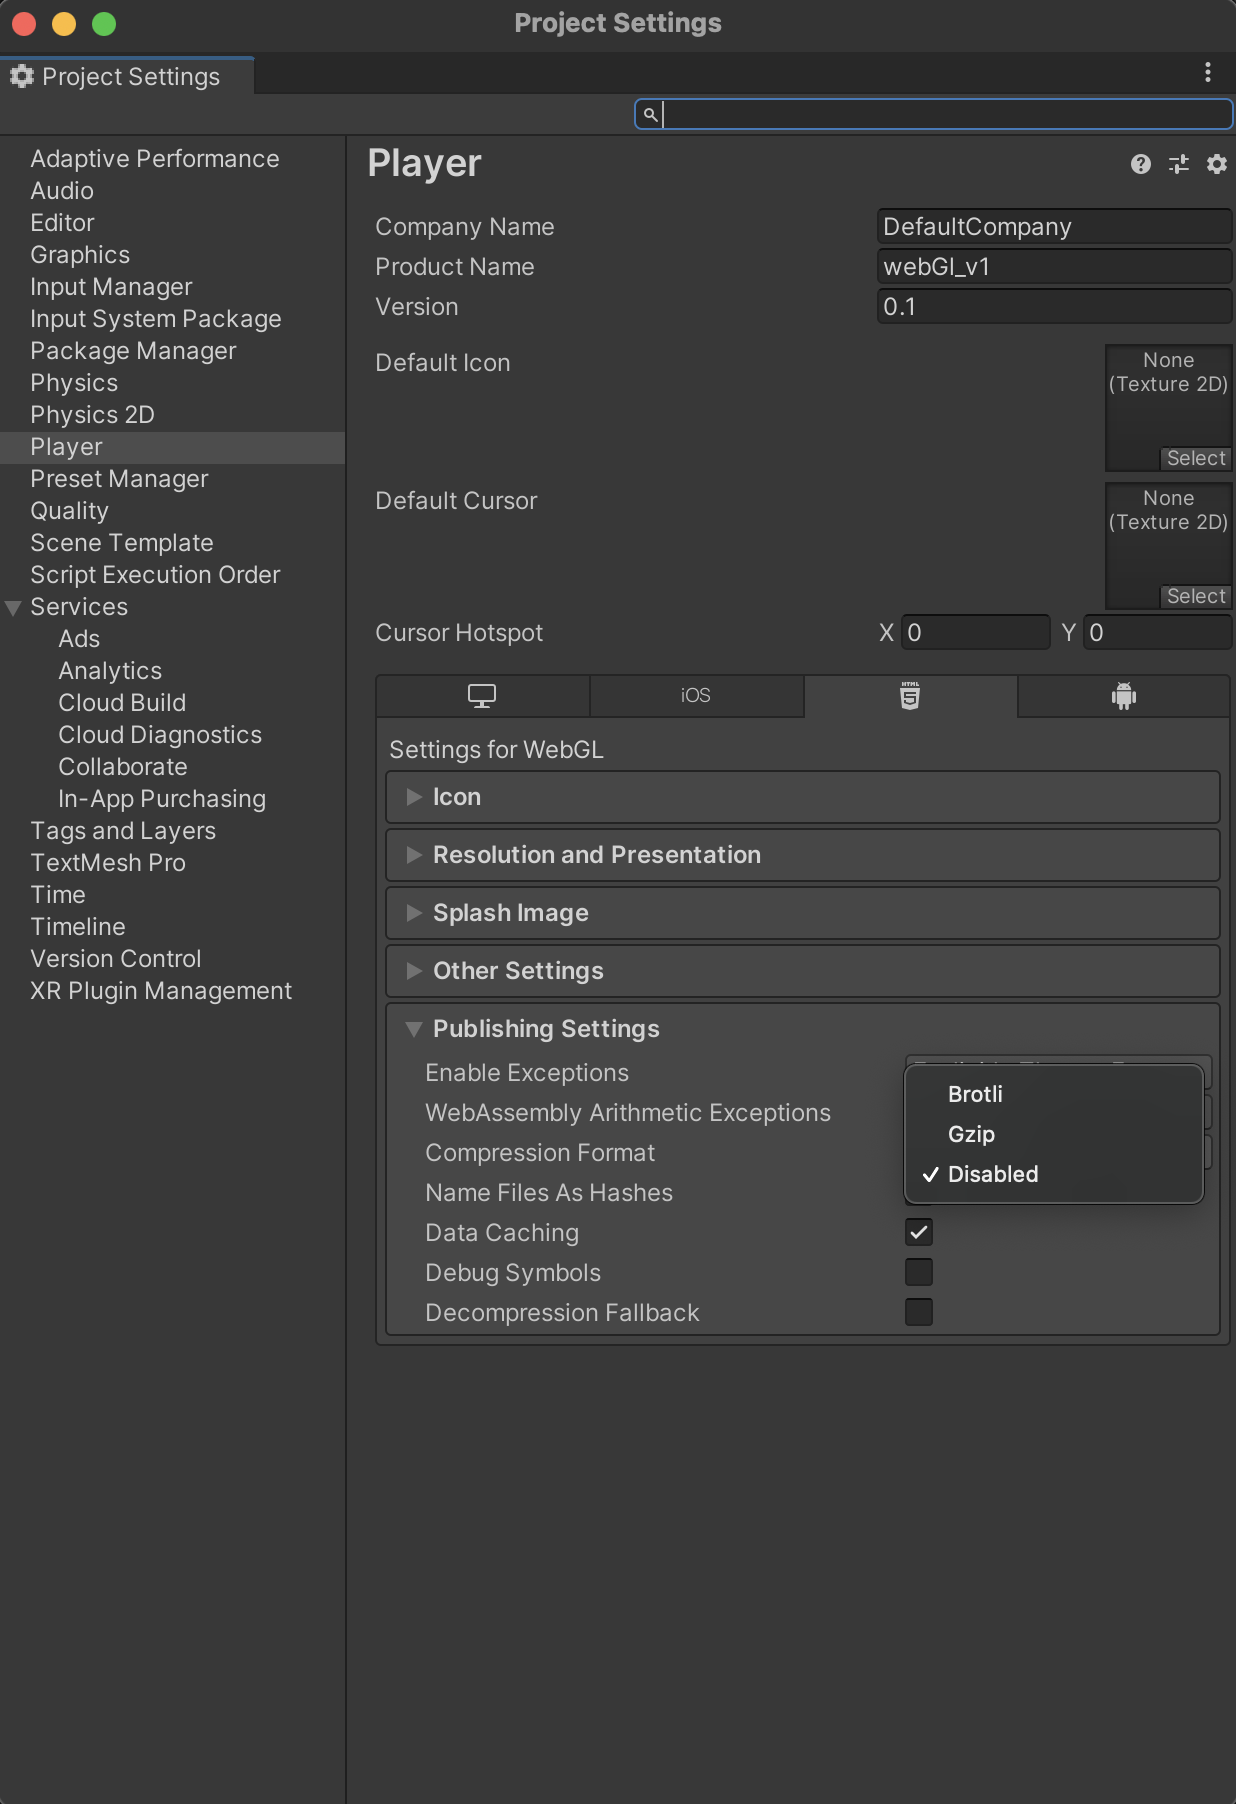 Project Settings
Project Settings
Adaptive Performance
Audio
Editor
Graphics
Input Manager
Input System Package
Package Manager
Physics
Physics 2D
Player
Preset Manager
Quality
Scene Template
Script Execution Order
Services
Ads
Analytics
Cloud Build
Cloud Diagnostics
Collaborate
In-App Purchasing
Tags and Layers
TextMesh Pro
Time
Timeline
Version Control
XR Plugin Management
Player
Company Name DefaultCompany
Product Name webGl_v1
Version 0.1
Default Icon
None
(Texture 2D)
Select
Default Cursor
None
(Texture 2D)
Select
Cursor Hotspot X 0 Y 0
iOS HTML 5
Settings for WebGL
Icon
Resolution and Presentation
Splash Image
Other Settings
Publishing Settings
Enable Exceptions
WebAssembly Arithmetic Exceptions
Compression Format
Name Files As Hashes
Data Caching
Debug Symbols
Decompression Fallback
Brotli
Gzip
Disabled